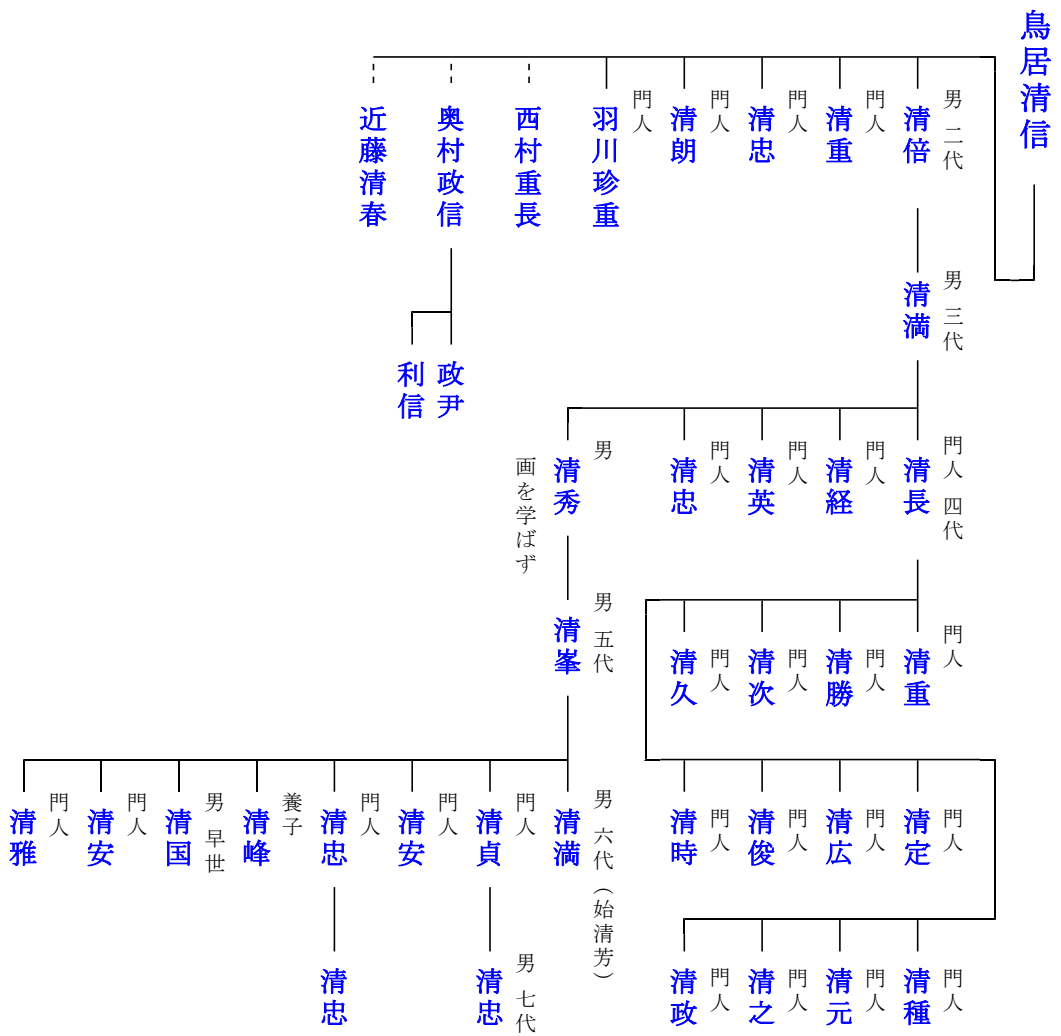 鳥居清信
男 二代
清倍
門人
清重
門人
清忠
門人
清朗
門人
羽川珍重
西村重長
奥村政信
近藤清春
男 三代
清満
政尹
利信
門人 四代
清長
門人
清経
門人
清英
門人
清忠
男
清秀
画を学ばず
男 五代
清峯
門人
清重
門人
清勝
門人
清次
門人
清久
門人
清定
門人
清広
門人
清俊
門人
清時
男 六代（始清芳）
清満
門人
清貞
門人
清安
門人
清忠
養子
清峰
男 早世
清国
門人
清安
門人
清雅
門人
清種
門人
清元
門人
清之
門人
清政
男 七代
清忠
清忠